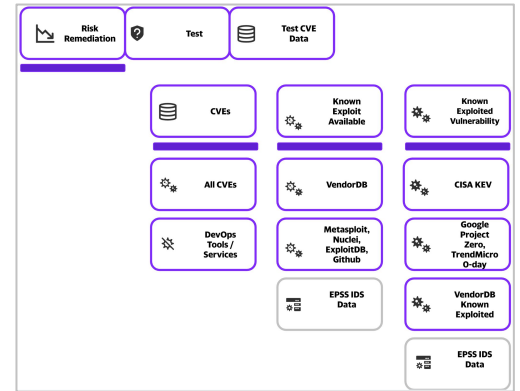 Risk
Remediation
Test
Test CVE
Data
CVEs
Known
Exploit
Available
Known
Exploited
Vulnerability
All CVEs
VendorDB
CISA KEV
DevOps
Tools /
Services
Metasploit,
Nuclei,
ExploitDB,
Github
Google
Project
Zero,
TrendMicro
0-day
EPSS IDS
Data
VendorDB
Known
Exploited
EPSS IDS
Data